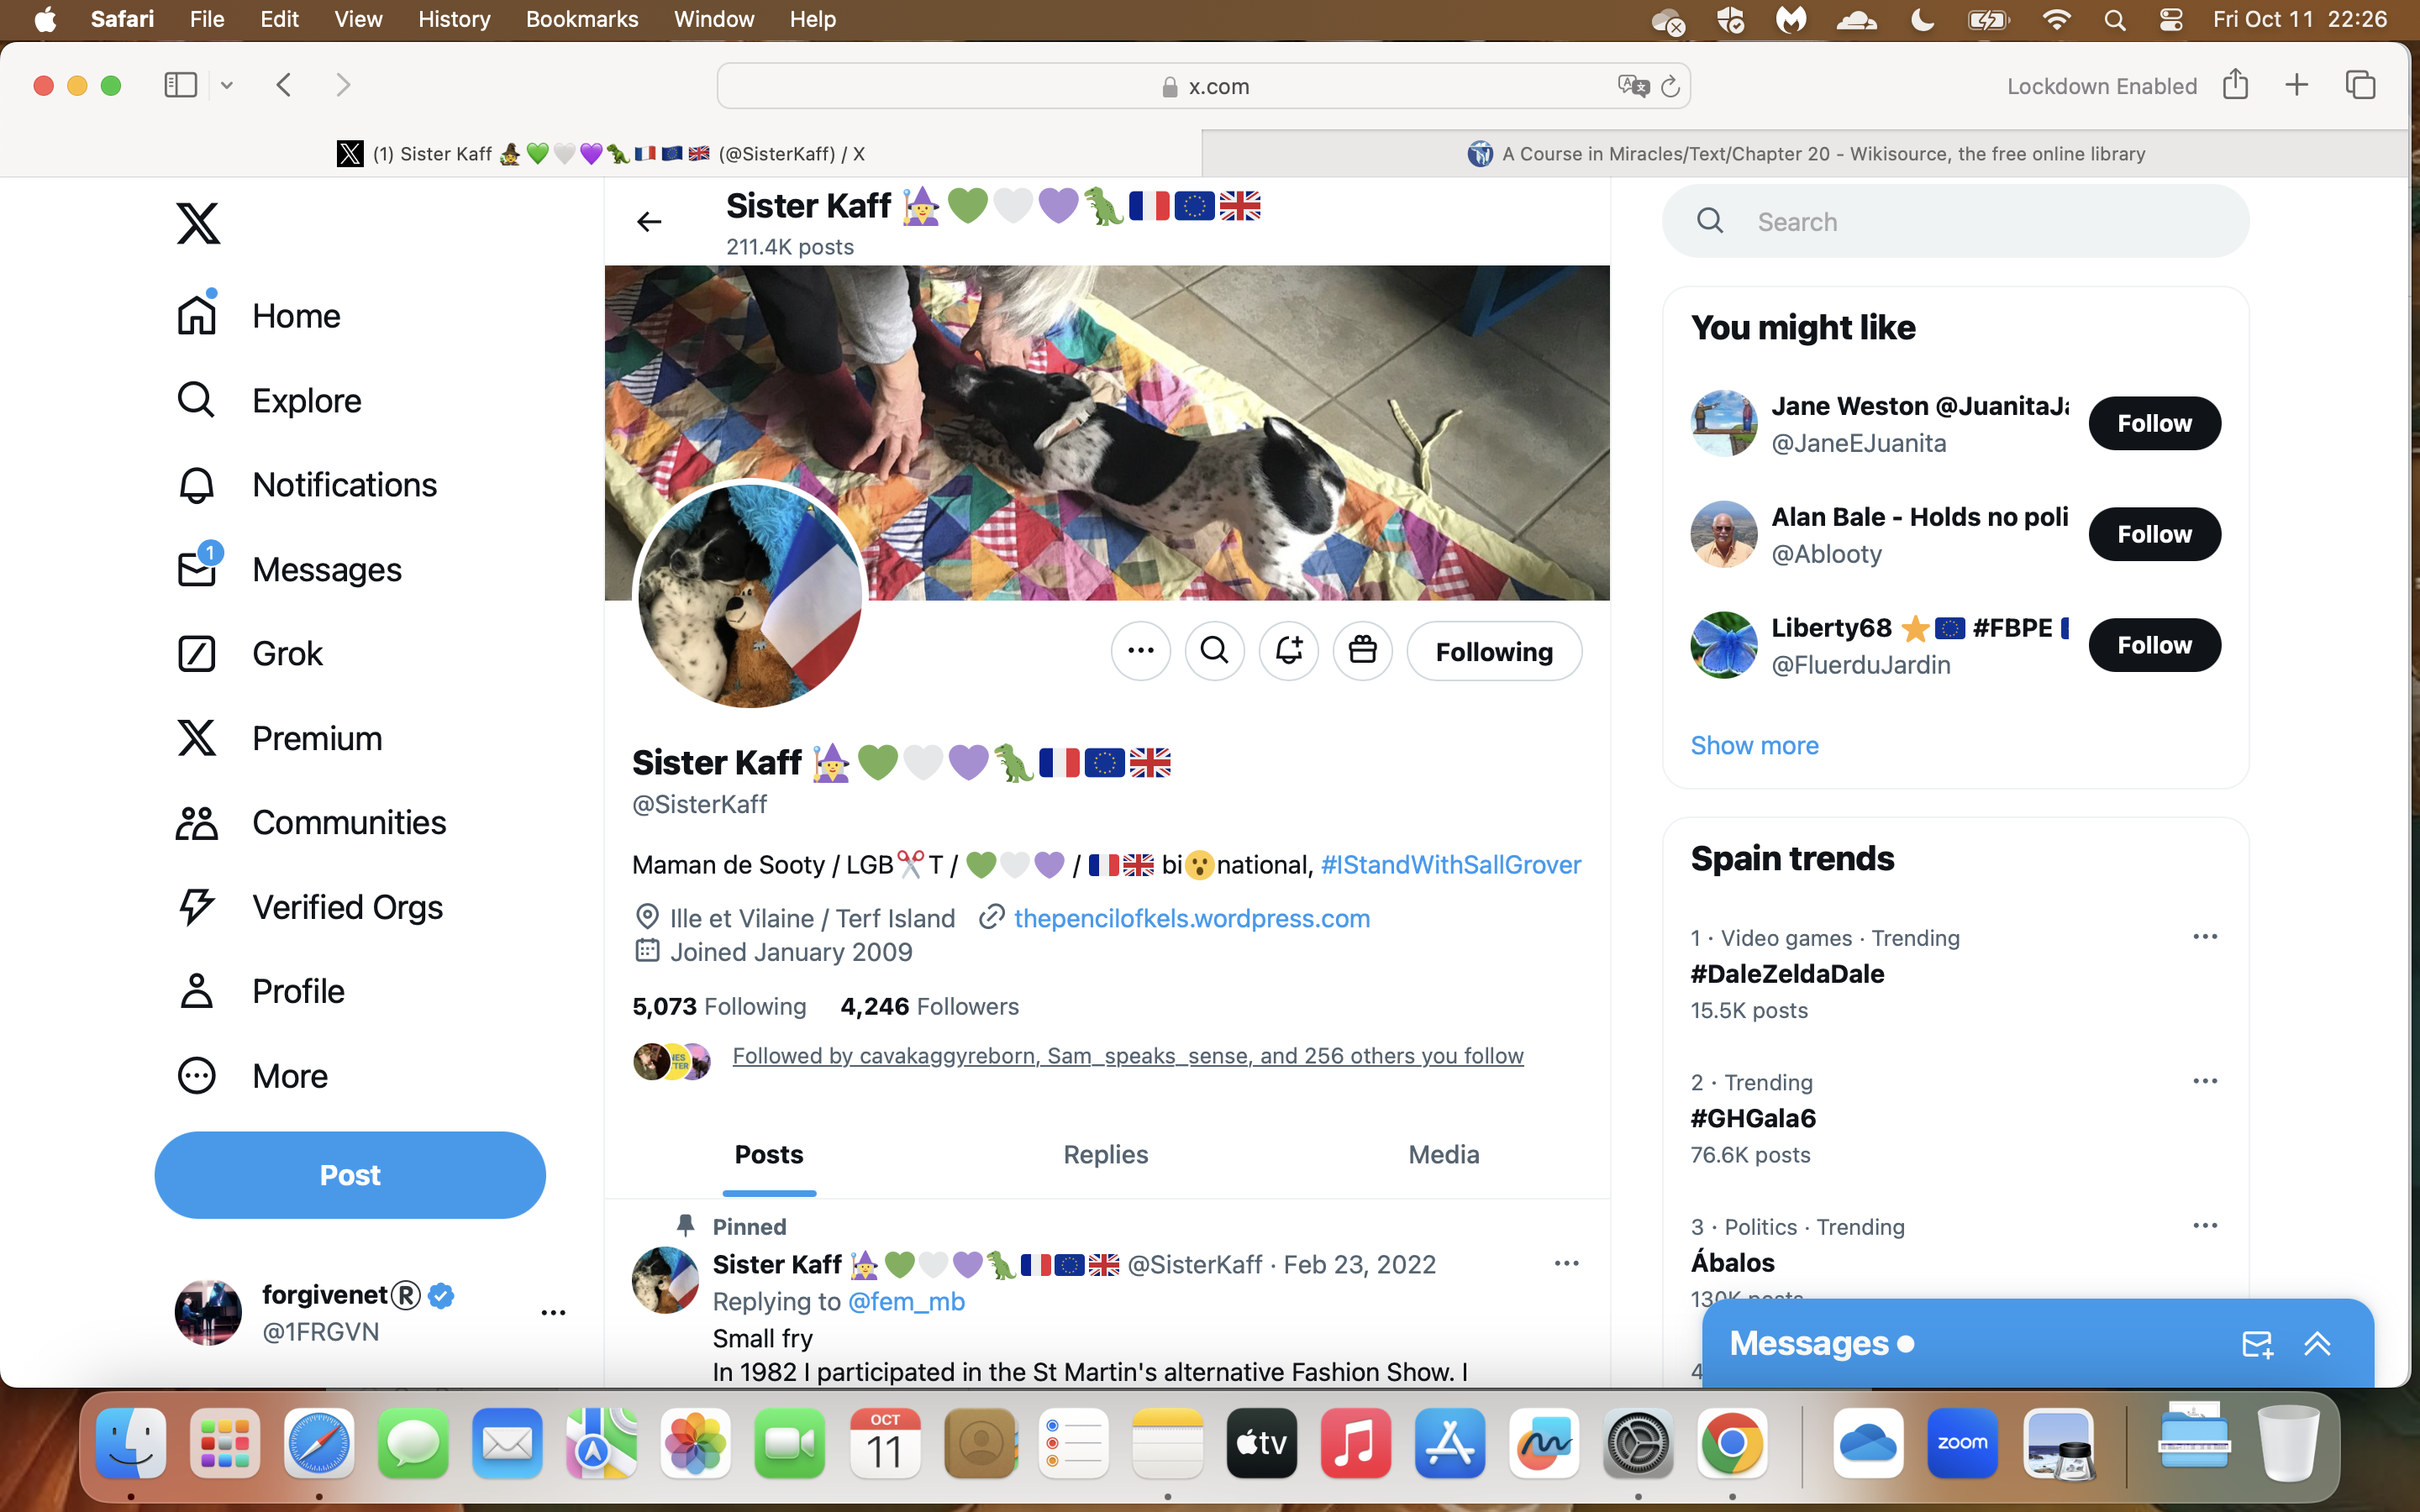 Safari File Edit View History Bookmarks Window Help
Fri Oct 11 22:26
x.com
Lockdown Enabled
(1) Sister Kaff 🧙‍♀️💚🤍💜🦖🇫🇷🇪🇺🇬🇧 (@SisterKaff) / X
A Course in Miracles/Text/Chapter 20 - Wikisource, the free online library
Home
Explore
Notifications
1
Messages
Grok
Premium
Communities
Verified Orgs
Profile
More
Post
forgivenet®
@1FRGVN
Sister Kaff 🧙‍♀️💚🤍💜🦖🇫🇷🇪🇺🇬🇧
211.4K posts
Following
Sister Kaff 🧙‍♀️💚🤍💜🦖🇫🇷🇪🇺🇬🇧
@SisterKaff
Maman de Sooty / LGB✂️T / 💚🤍💜 / 🇫🇷🇬🇧 bi😮national, #IStandWithSallGrover
Ille et Vilaine / Terf Island thepencilofkels.wordpress.com
Joined January 2009
5,073 Following 4,246 Followers
Followed by cavakaggyreborn, Sam_speaks_sense, and 256 others you follow
Posts Replies Media
Pinned
Sister Kaff 🧙‍♀️💚🤍💜🦖🇫🇷🇪🇺🇬🇧 @SisterKaff · Feb 23, 2022
Replying to @fem_mb
Small fry
In 1982 I participated in the St Martin's alternative Fashion Show. I
Search
You might like
Jane Weston @JuanitaJa
@JaneEJuanita
Follow
Alan Bale - Holds no poli
@Ablooty
Follow
Liberty68 ⭐🇪🇺 #FBPE
@FluerduJardin
Follow
Show more
Spain trends
1 · Video games · Trending
#DaleZeldaDale
15.5K posts
2 · Trending
#GHGala6
76.6K posts
3 · Politics · Trending
Ábalos
130K posts
4
Messages
OCT
11
tv
zoom